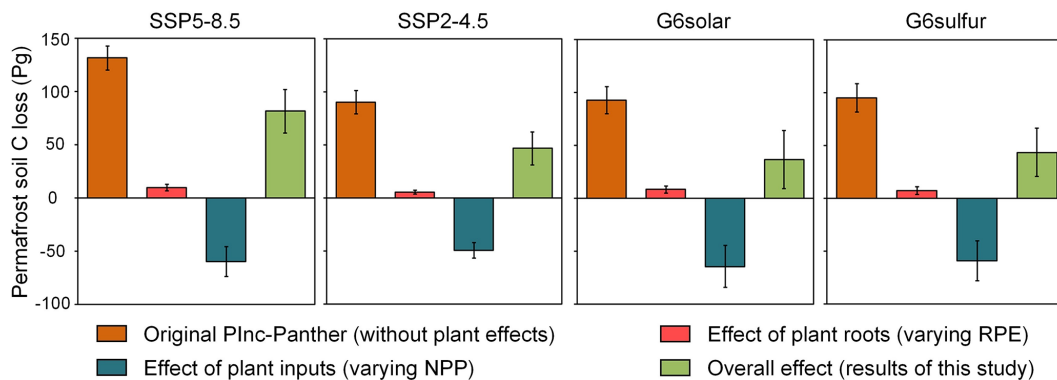 SSP5-8.5 SSP2-4.5 G6solar G6sulfur
Permafrost soil C loss (Pg)
150
100
50
0
-50
-100
Original PInc-Panther (without plant effects) Effect of plant roots (varying RPE)
Effect of plant inputs (varying NPP) Overall effect (results of this study)